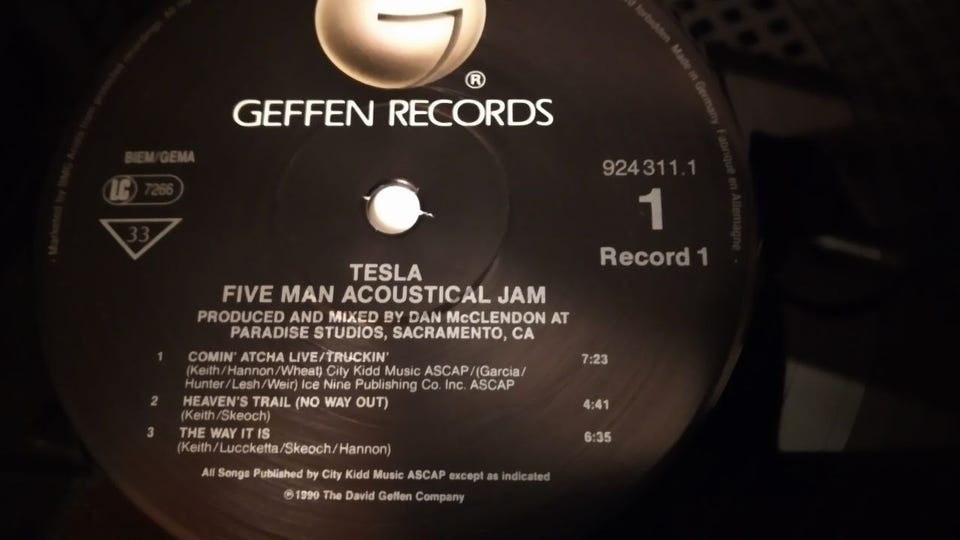 G
®
GEFFEN RECORDS
BIEM/GEMA
LC 7266
33
924 311.1
1
Record 1
TESLA
FIVE MAN ACOUSTICAL JAM
PRODUCED AND MIXED BY DAN McCLENDON AT
PARADISE STUDIOS, SACRAMENTO, CA
1 COMIN' ATCHA LIVE/TRUCKIN' 7:23
(Keith/Hannon/Wheat) City Kidd Music ASCAP/(Garcia/
Hunter/Lesh/Weir) Ice Nine Publishing Co. Inc. ASCAP
2 HEAVEN'S TRAIL (NO WAY OUT) 4:41
(Keith/Skeoch)
3 THE WAY IT IS 6:35
(Keith/Luccketta/Skeoch/Hannon)
All Songs Published by City Kidd Music ASCAP except as indicated
℗1990 The David Geffen Company
forbidden. Made in Germany Fabriqué en Allemagne